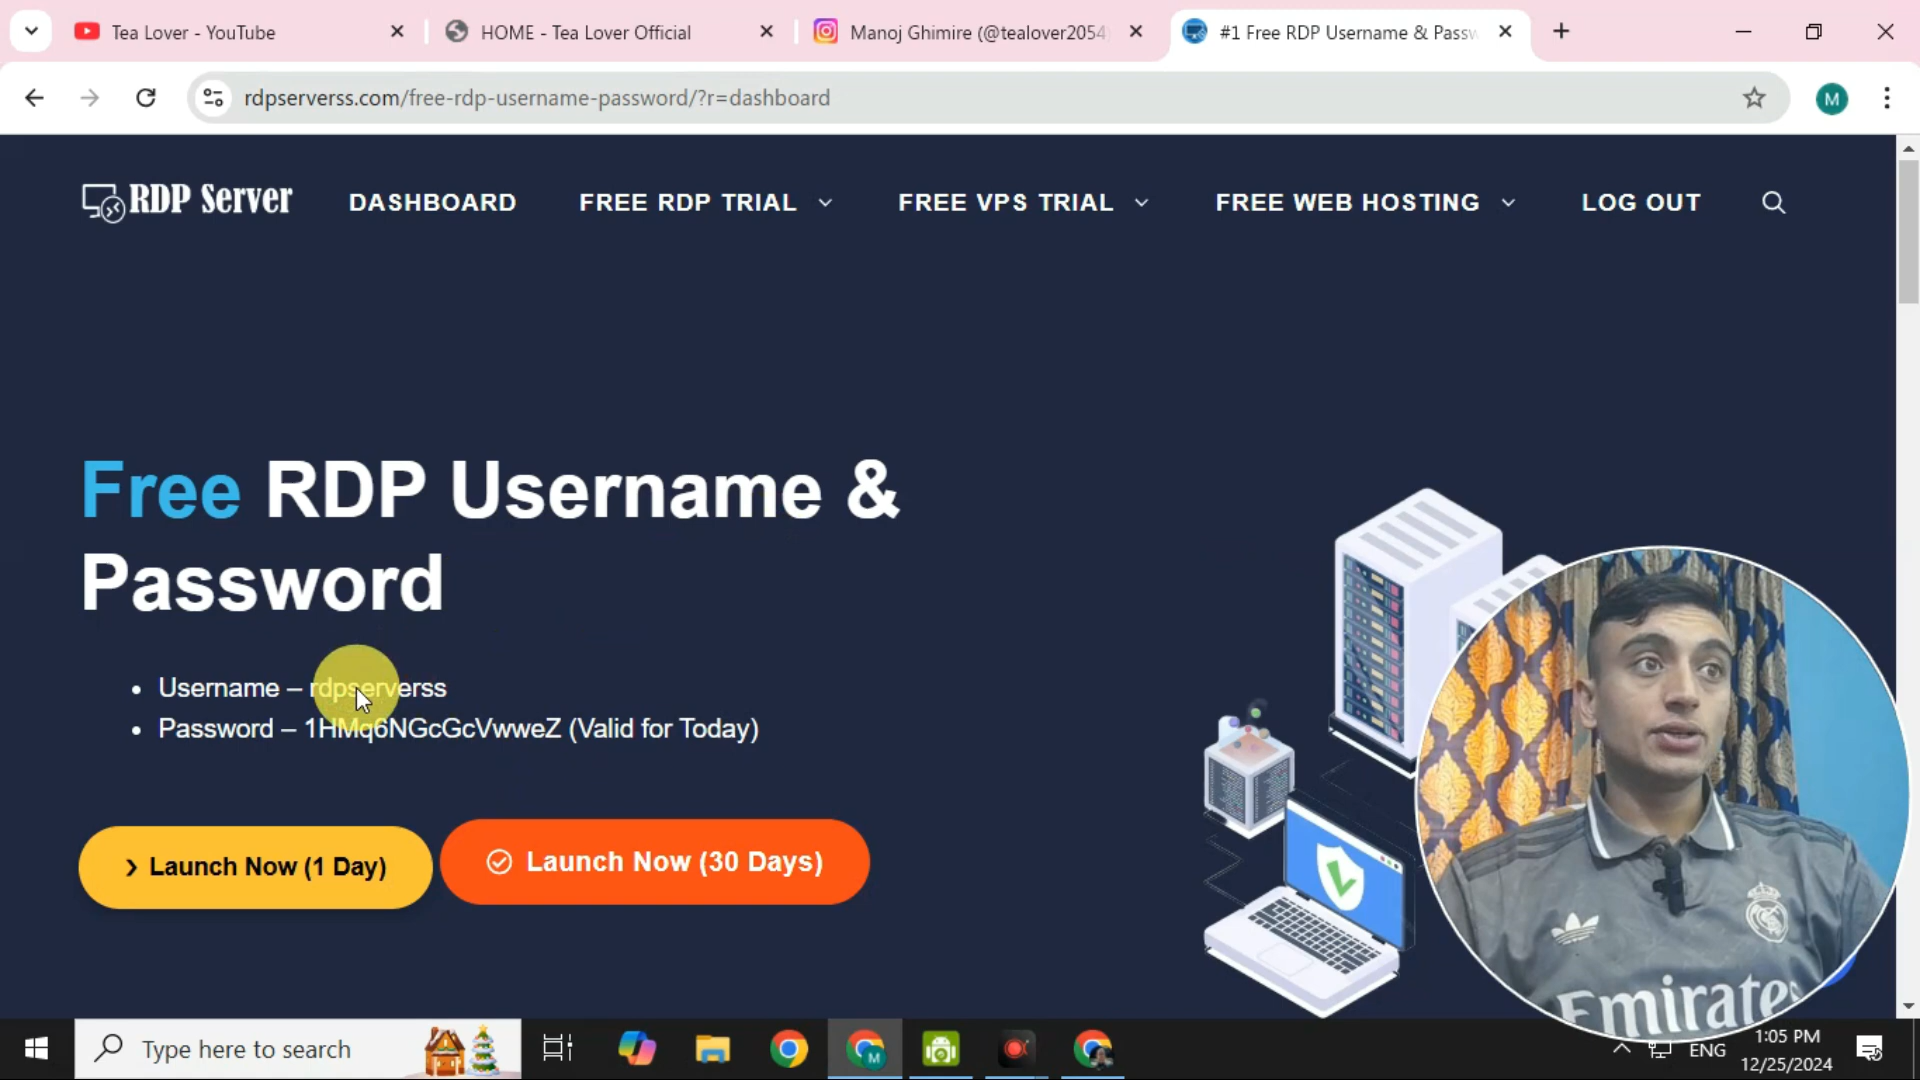 Tea Lover - YouTube
HOME - Tea Lover Official
Manoj Ghimire (@tealover2054
#1 Free RDP Username & Passw
rdpserverss.com/free-rdp-username-password/?r=dashboard
M
RDP Server
DASHBOARD
FREE RDP TRIAL
FREE VPS TRIAL
FREE WEB HOSTING
LOG OUT
Free RDP Username &
Password
Username – rdpserverss
Password – 1HMq6NGcGcVwweZ (Valid for Today)
Launch Now (1 Day)
Launch Now (30 Days)
Emirates
Type here to search
M
ENG
1:05 PM
12/25/2024